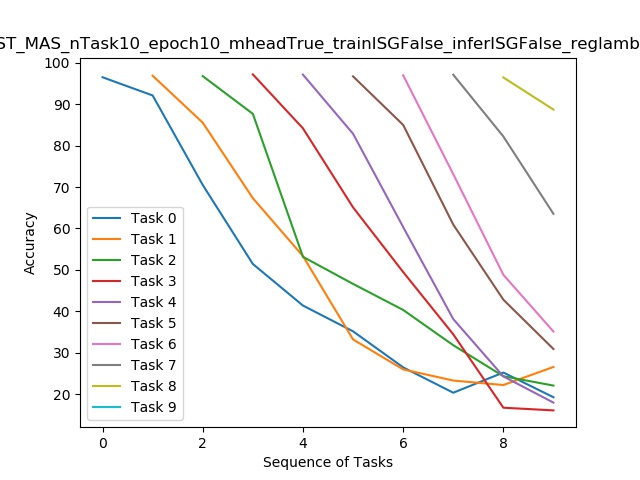 ST_MAS_nTask10_epoch10_mheadTrue_trainISGFalse_inferISGFalse_reglamb
100
90
80
70
60
50
40
30
20
Accuracy
Task 0
Task 1
Task 2
Task 3
Task 4
Task 5
Task 6
Task 7
Task 8
Task 9
0 2 4 6 8
Sequence of Tasks